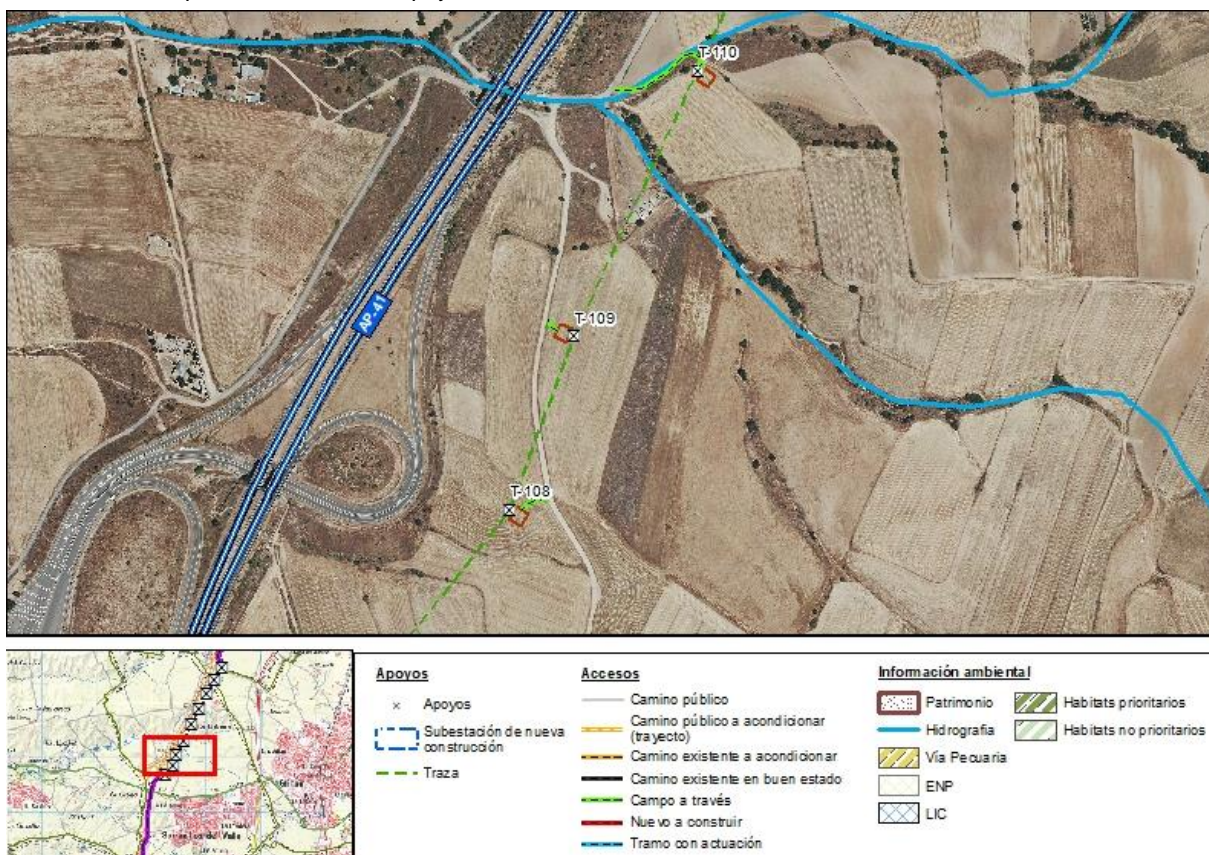 T-110
AP-41
T-109
T-108
Apoyos
Apoyos
Subestación de nueva
construcción
Traza
Accesos
Camino público
Camino público a acondicionar
(trayecto)
Camino existente a acondicionar
Camino existente en buen estado
Campo a través
Nuevo a construir
Tramo con actuación
Información ambiental
Patrimonio
Hidrografia
Vía Pecuaria
ENP
LIC
Habitats prioritarios
Habitats no prioritarios